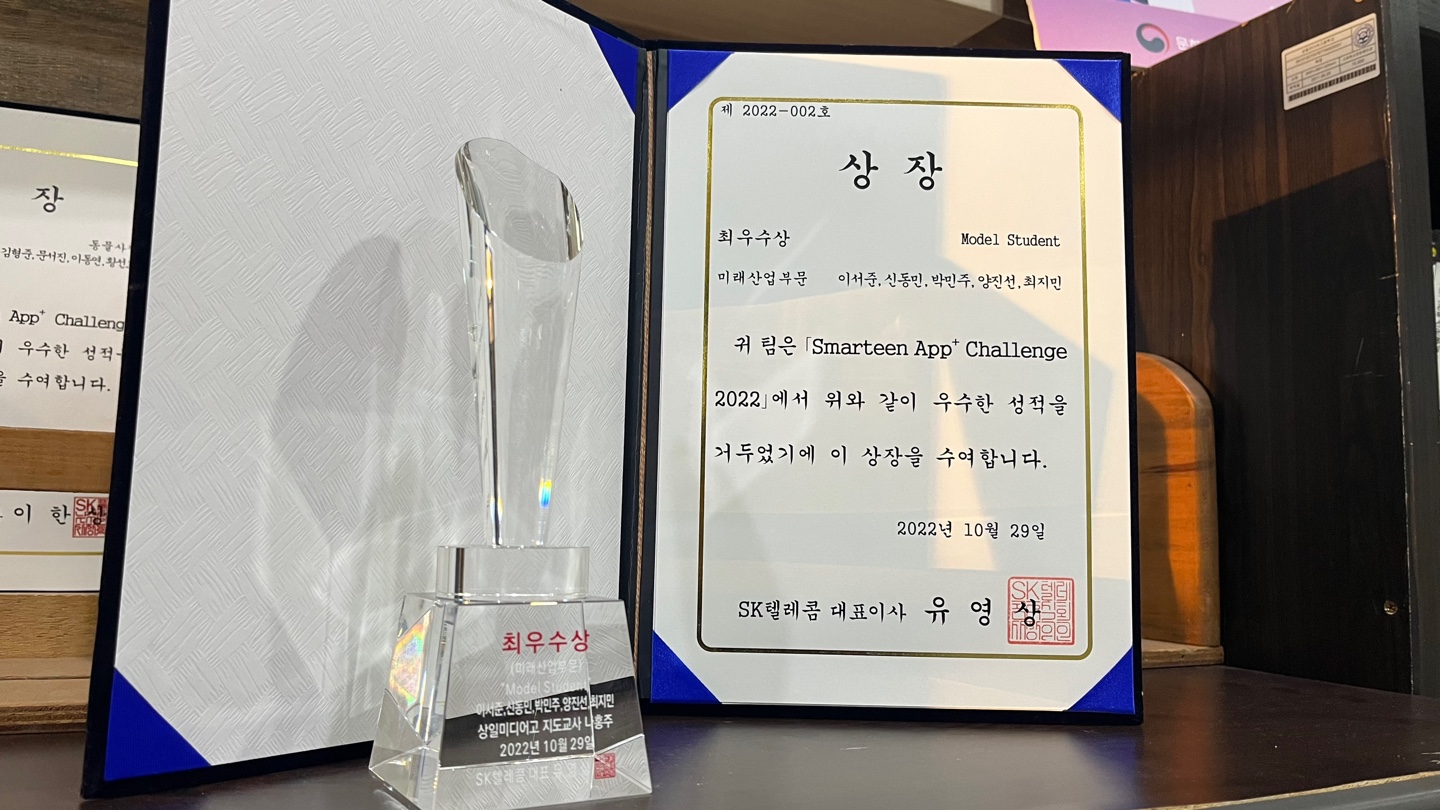 장
동물사
김형준,문서진,이동연,황선
App⁺ Challeng
우수한 성적
수여합니다.
이 한
제 2022-002호
상 장
최우수상 Model Student
미래산업부문 이서준,신동민,박민주,양진선,최지민
귀 팀은 「Smarteen App⁺ Challenge
2022」에서 위와 같이 우수한 성적을
거두었기에 이 상장을 수여합니다.
2022년 10월 29일
SK텔레콤 대표이사 유 영 상
최우수상
(미래산업부문)
"Model Student"
이서준,신동민,박민주,양진선,최지민
상일미디어고 지도교사 나홍주
2022년 10월 29일
SK텔레콤 대표 유 영